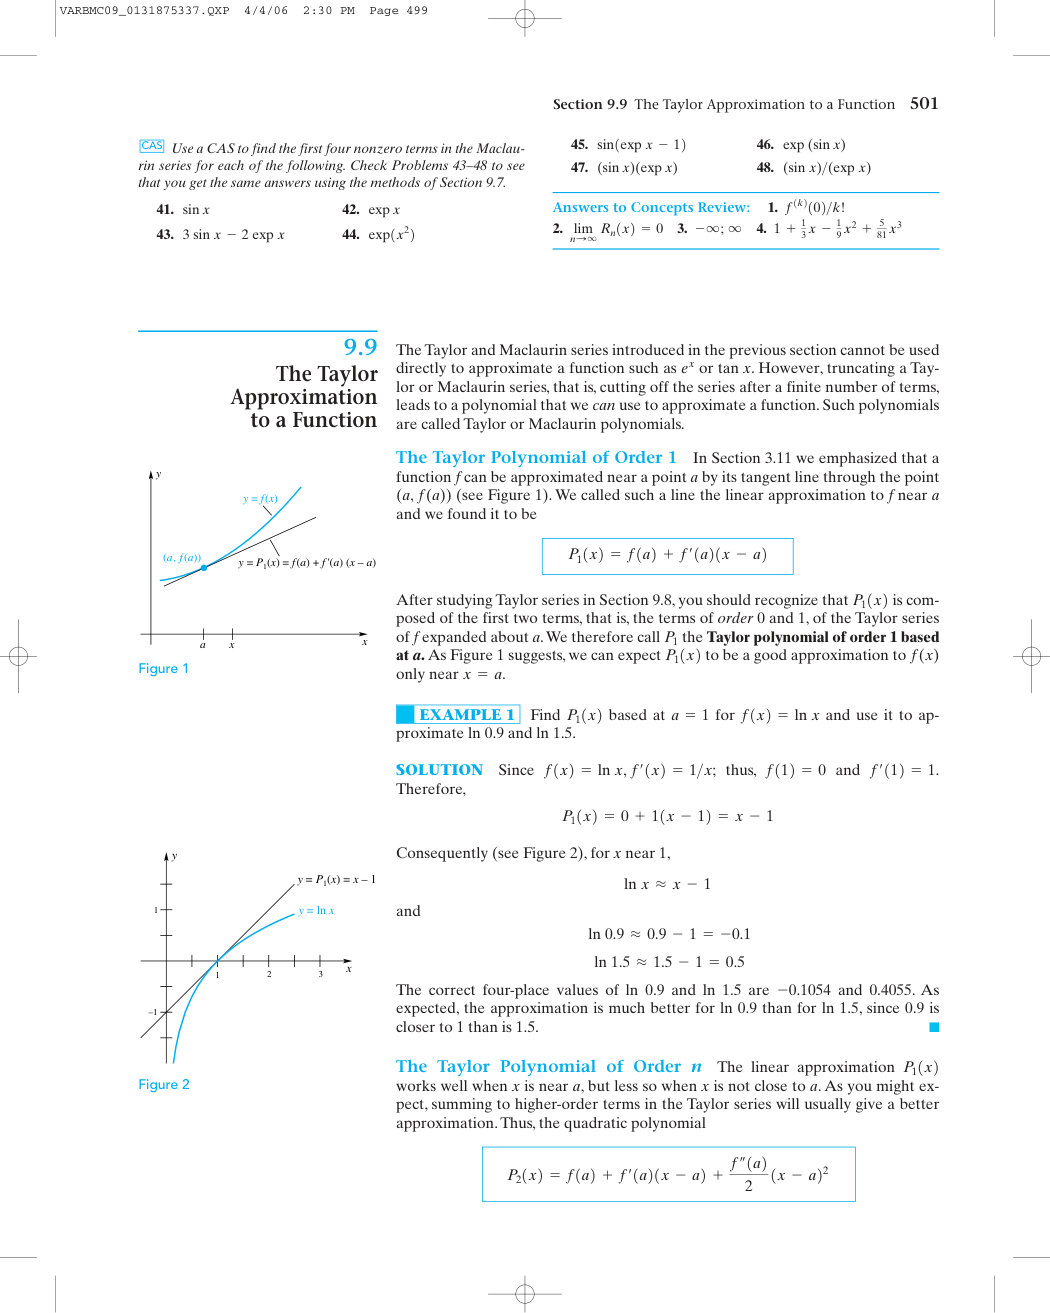 VARBMC09_0131875337.QXP 4/4/06 2:30 PM Page 499
Section 9.9 The Taylor Approximation to a Function 501
CAS Use a CAS to find the first four nonzero terms in the Maclau-
rin series for each of the following. Check Problems 43–48 to see
that you get the same answers using the methods of Section 9.7.
41. sin x 42. exp x
43. 3 sin x − 2 exp x 44. exp(x²)
45. sin(exp x − 1) 46. exp (sin x)
47. (sin x)(exp x) 48. (sin x)/(exp x)
Answers to Concepts Review: 1. f⁽ᵏ⁾(0)/k!
2. lim n→∞ Rₙ(x) = 0 3. −∞; ∞ 4. 1 + 1/3 x − 1/9 x² + 5/81 x³
9.9
The Taylor
Approximation
to a Function
The Taylor and Maclaurin series introduced in the previous section cannot be used
directly to approximate a function such as eˣ or tan x. However, truncating a Tay-
lor or Maclaurin series, that is, cutting off the series after a finite number of terms,
leads to a polynomial that we can use to approximate a function. Such polynomials
are called Taylor or Maclaurin polynomials.
The Taylor Polynomial of Order 1 In Section 3.11 we emphasized that a
function f can be approximated near a point a by its tangent line through the point
(a, f(a)) (see Figure 1). We called such a line the linear approximation to f near a
and we found it to be
P₁(x) = f(a) + f′(a)(x − a)
After studying Taylor series in Section 9.8, you should recognize that P₁(x) is com-
posed of the first two terms, that is, the terms of order 0 and 1, of the Taylor series
of f expanded about a. We therefore call P₁ the Taylor polynomial of order 1 based
at a. As Figure 1 suggests, we can expect P₁(x) to be a good approximation to f(x)
only near x = a.
y
y = f(x)
(a, f(a))
y = P₁(x) = f(a) + f′(a) (x – a)
a x x
Figure 1
EXAMPLE 1 Find P₁(x) based at a = 1 for f(x) = ln x and use it to ap-
proximate ln 0.9 and ln 1.5.
SOLUTION Since f(x) = ln x, f′(x) = 1/x; thus, f(1) = 0 and f′(1) = 1.
Therefore,
P₁(x) = 0 + 1(x − 1) = x − 1
Consequently (see Figure 2), for x near 1,
ln x ≈ x − 1
and
ln 0.9 ≈ 0.9 − 1 = −0.1
ln 1.5 ≈ 1.5 − 1 = 0.5
The correct four-place values of ln 0.9 and ln 1.5 are −0.1054 and 0.4055. As
expected, the approximation is much better for ln 0.9 than for ln 1.5, since 0.9 is
closer to 1 than is 1.5.
y
y = P₁(x) = x – 1
1
y = ln x
1 2 3 x
–1
Figure 2
The Taylor Polynomial of Order n The linear approximation P₁(x)
works well when x is near a, but less so when x is not close to a. As you might ex-
pect, summing to higher-order terms in the Taylor series will usually give a better
approximation. Thus, the quadratic polynomial
P₂(x) = f(a) + f′(a)(x − a) + f″(a)/2 (x − a)²